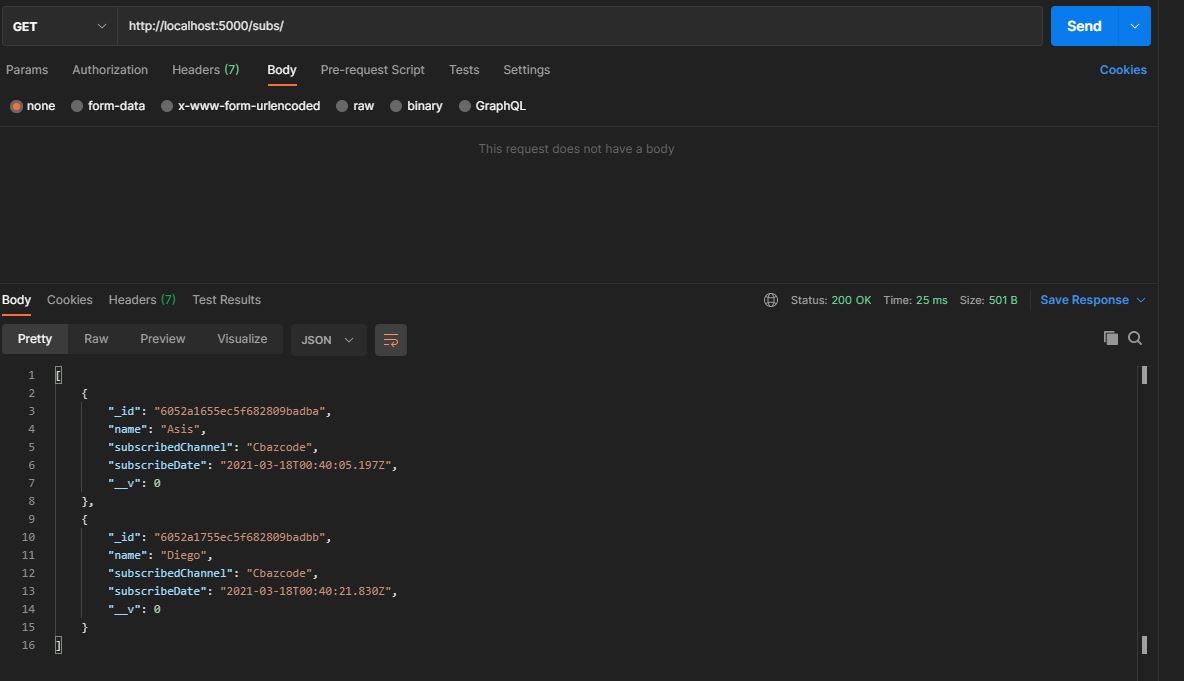 GET http://localhost:5000/subs/ Send
Params Authorization Headers (7) Body Pre-request Script Tests Settings Cookies
none form-data x-www-form-urlencoded raw binary GraphQL
This request does not have a body
Body Cookies Headers (7) Test Results Status: 200 OK Time: 25 ms Size: 501 B Save Response
Pretty Raw Preview Visualize JSON
1 [
2 {
3 "_id": "6052a1655ec5f682809badba",
4 "name": "Asis",
5 "subscribedChannel": "Cbazcode",
6 "subscribeDate": "2021-03-18T00:40:05.197Z",
7 "__v": 0
8 },
9 {
10 "_id": "6052a1755ec5f682809badbb",
11 "name": "Diego",
12 "subscribedChannel": "Cbazcode",
13 "subscribeDate": "2021-03-18T00:40:21.830Z",
14 "__v": 0
15 }
16 ]